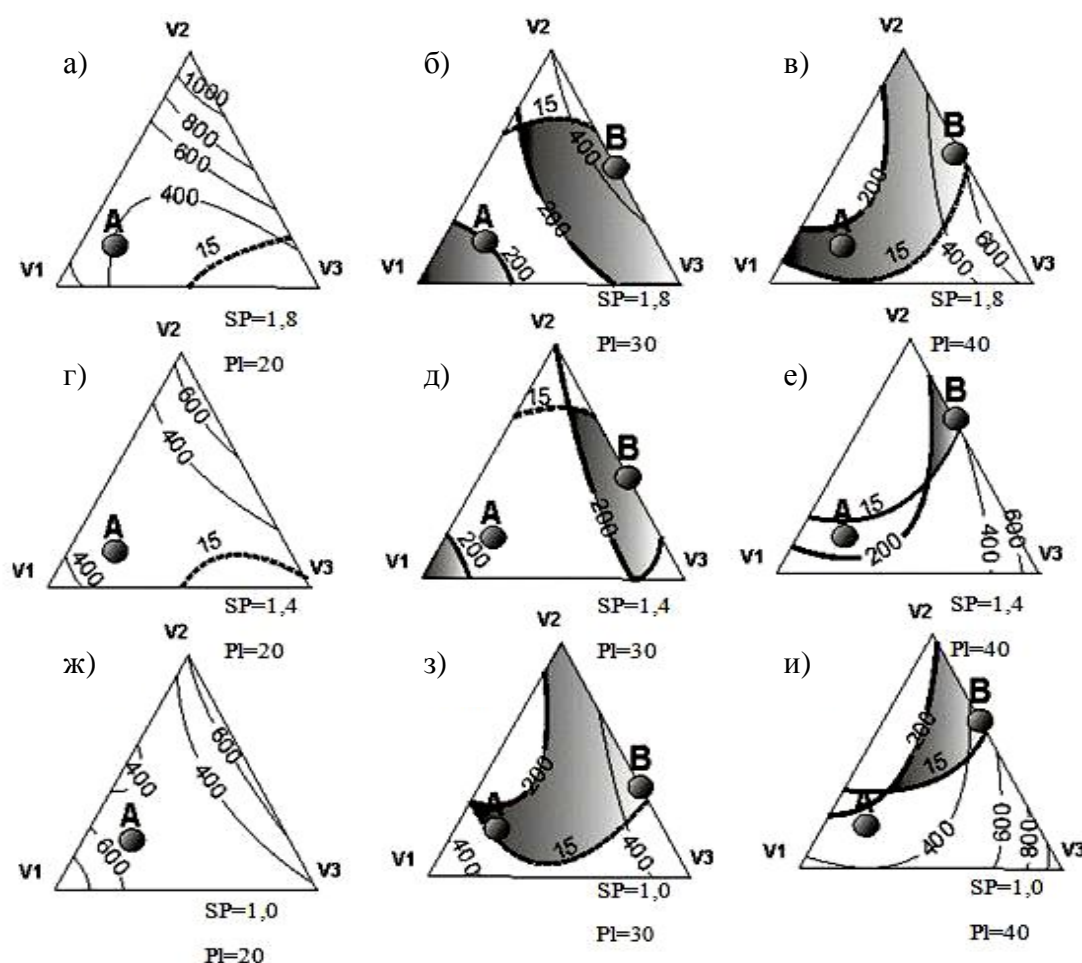 V2
а)
1000
800
600
400
A
15
V1
V3
SP=1,8
Pl=20
V2
б)
15
B
400
A
200
200
V1
V3
SP=1,8
Pl=30
V2
в)
B
200
A
15
400
600
V1
V3
SP=1,8
Pl=40
V2
г)
600
400
A
15
400
V1
V3
SP=1,4
Pl=20
V2
д)
15
B
A
200
200
V1
V3
SP=1,4
Pl=30
V2
е)
B
A
15
200
400
600
V1
V3
SP=1,4
Pl=40
V2
ж)
600
400
400
A
600
V1
V3
SP=1,0
Pl=20
V2
з)
200
B
A
15
400
400
V1
V3
SP=1,0
Pl=30
V2
и)
B
200
15
A
400
600
800
V1
V3
SP=1,0
Pl=40